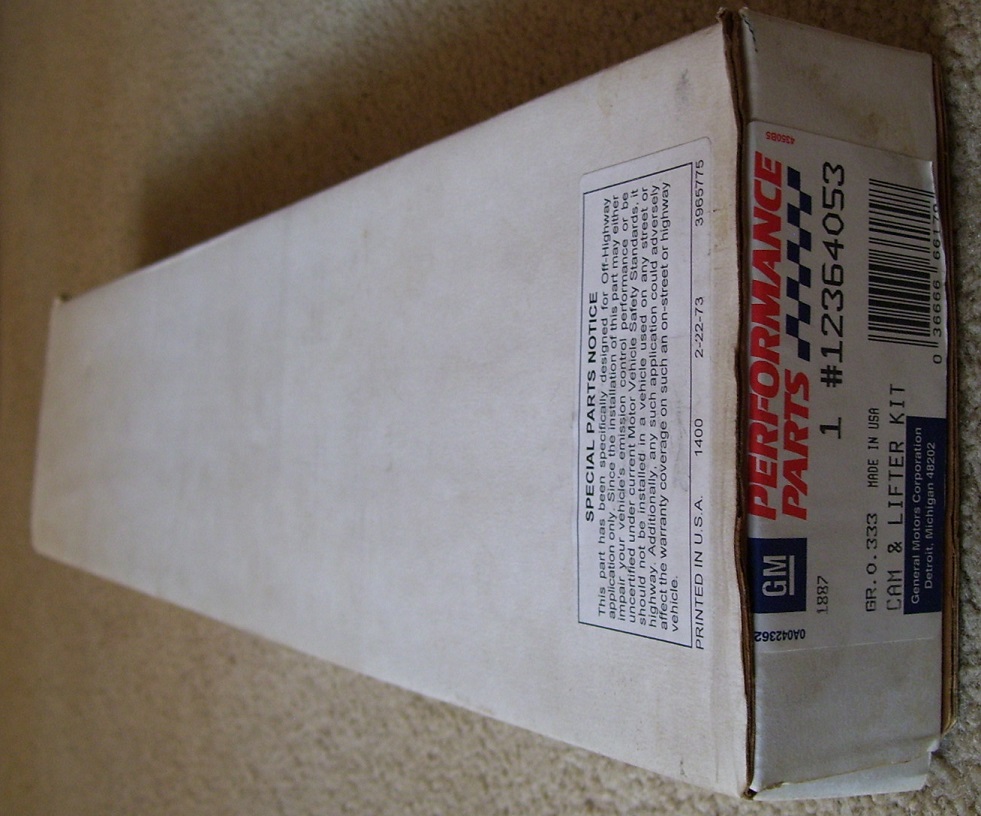 SPECIAL PARTS NOTICE
This part has been specifically designed for Off-Highway
application only. Since the installation of this part may either
impair your vehicle's emission control performance or be
uncertified under current Motor Vehicle Safety Standards, it
should not be installed in a vehicle used on any street or
highway. Additionally, any such application could adversely
affect the warranty coverage on such an on-street or highway
vehicle.
PRINTED IN U.S.A. 1400 2-22-73 3965775
0A042362
4350B5
GM
PERFORMANCE
PARTS
1887
1 #12364053
GR.0.333 MADE IN USA
CAM & LIFTER KIT
General Motors Corporation
Detroit, Michigan 48202
0 36666